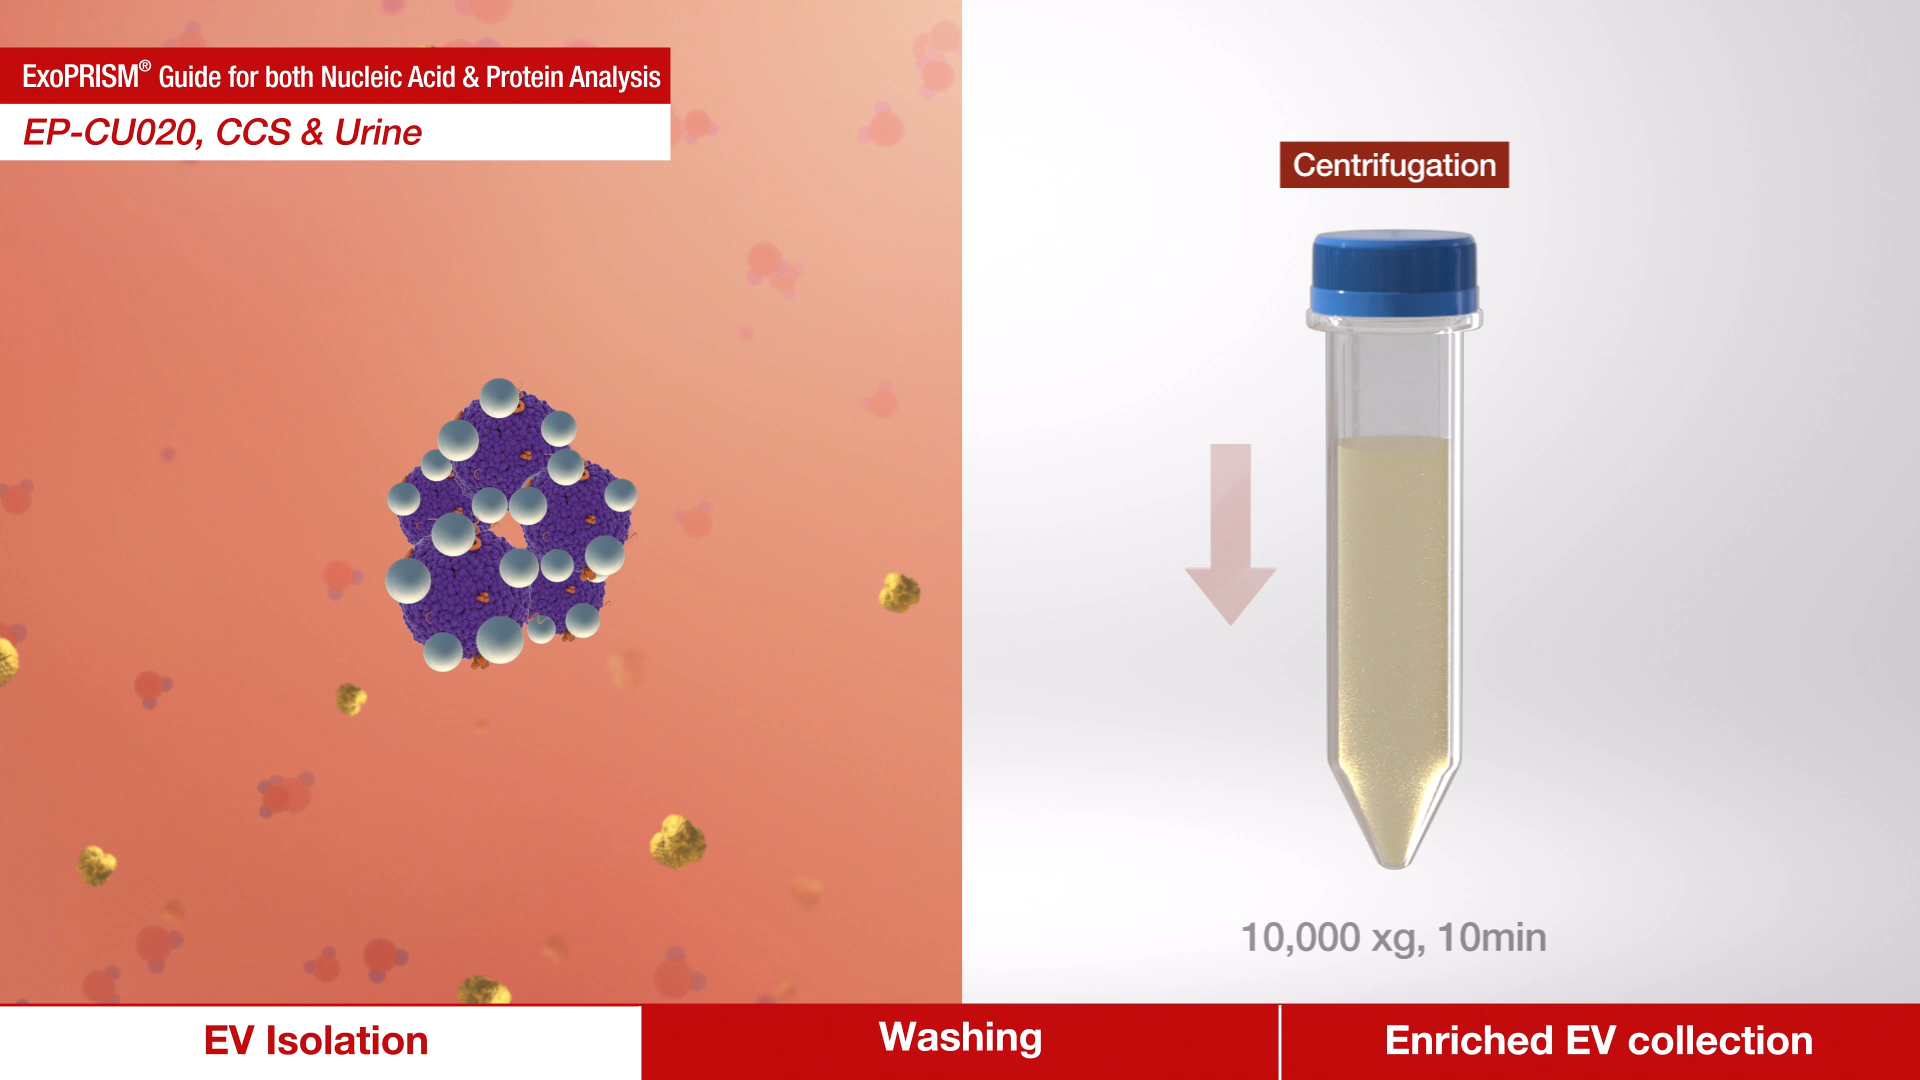 ExoPRISM® Guide for both Nucleic Acid & Protein Analysis
EP-CU020, CCS & Urine
Centrifugation
10,000 xg, 10min
EV Isolation
Washing
Enriched EV collection